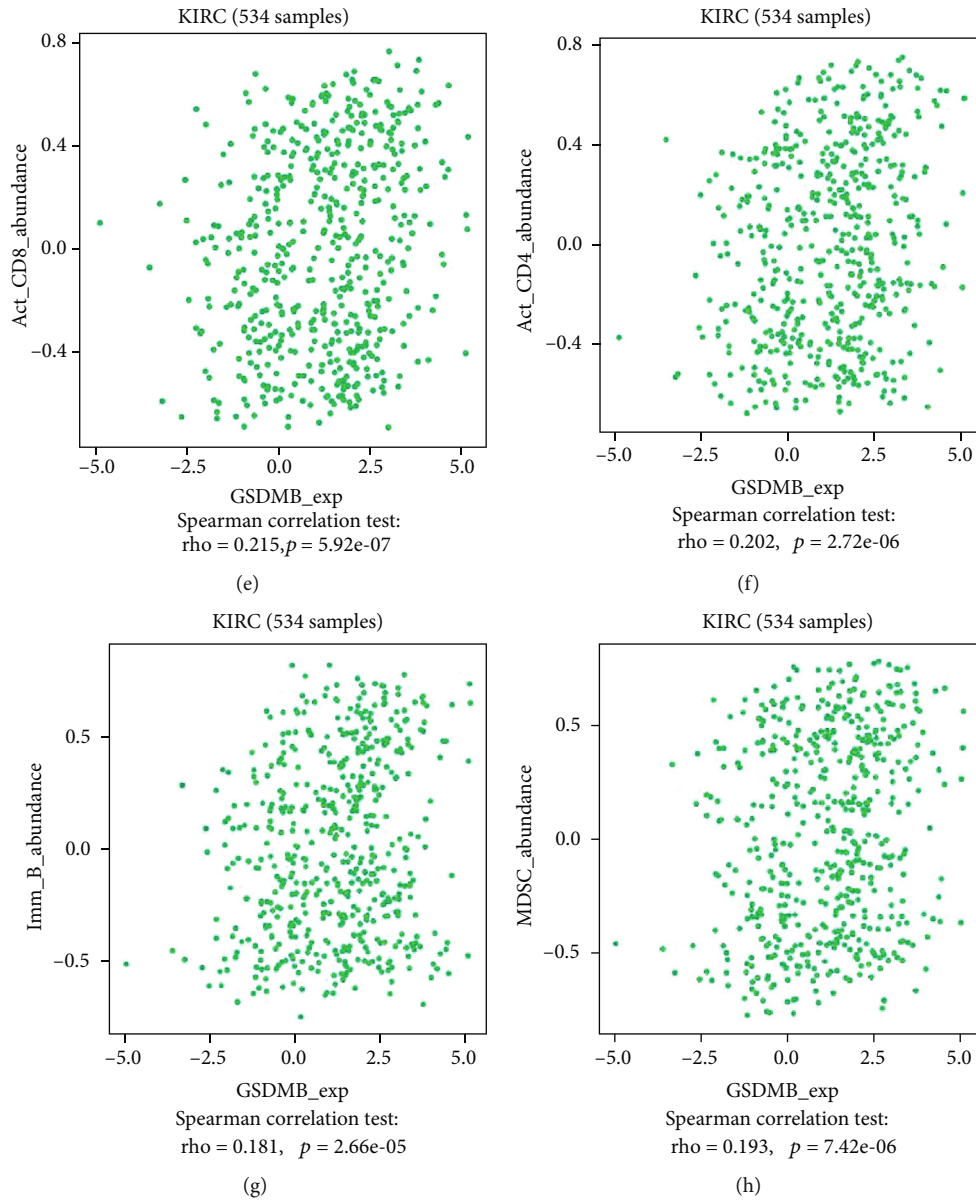 KIRC (534 samples)
0.8
0.4
0.0
−0.4
Act_CD8_abundance
−5.0 −2.5 0.0 2.5 5.0
GSDMB_exp
Spearman correlation test:
rho = 0.215, p = 5.92e-07
(e)
KIRC (534 samples)
0.8
0.4
0.0
−0.4
Act_CD4_abundance
−5.0 −2.5 0.0 2.5 5.0
GSDMB_exp
Spearman correlation test:
rho = 0.202, p = 2.72e-06
(f)
KIRC (534 samples)
0.5
0.0
−0.5
Imm_B_abundance
−5.0 −2.5 0.0 2.5 5.0
GSDMB_exp
Spearman correlation test:
rho = 0.181, p = 2.66e-05
(g)
KIRC (534 samples)
0.5
0.0
−0.5
MDSC_abundance
−5.0 −2.5 0.0 2.5 5.0
GSDMB_exp
Spearman correlation test:
rho = 0.193, p = 7.42e-06
(h)